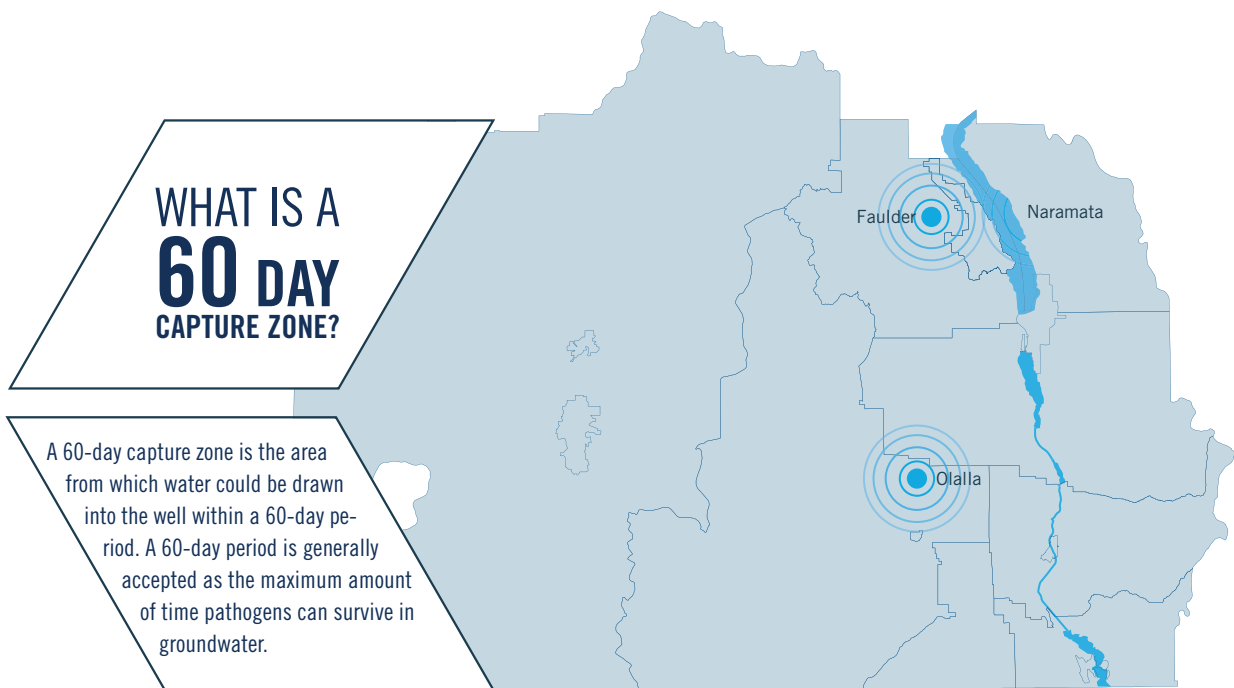 WHAT IS A
60 DAY
CAPTURE ZONE?
A 60-day capture zone is the area
from which water could be drawn
into the well within a 60-day pe-
riod. A 60-day period is generally
accepted as the maximum amount
of time pathogens can survive in
groundwater.
Faulder
Naramata
Olalla